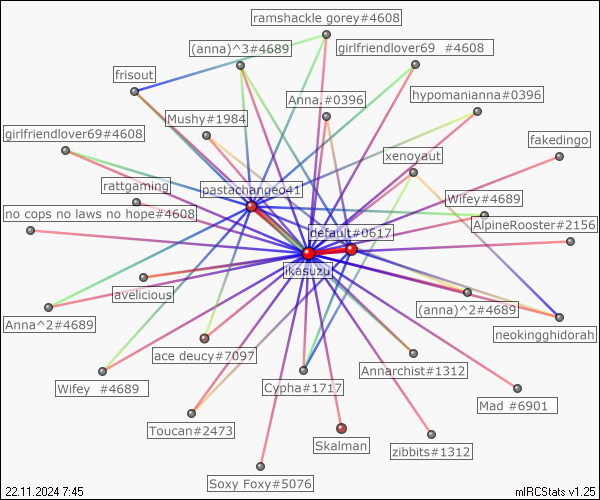 ramshackle gorey#4608
(anna)^3#4689
girlfriendlover69  #4608
frisout
Anna.#0396
hypomanianna#0396
Mushy#1984
girlfriendlover69#4608
fakedingo
xenoyaut
rattgaming
pastachangeo41
Wifey#4689
no cops no laws no hope#4608
AlpineRooster#2156
default#0617
ikasuzu
avelicious
(anna)^2#4689
Anna^2#4689
neokingghidorah
ace deucy#7097
Annarchist#1312
Wifey  #4689
Cypha#1717
Mad #6901
Toucan#2473
Skalman
zibbits#1312
Soxy Foxy#5076
22.11.2024 7:45
mIRCStats v1.25